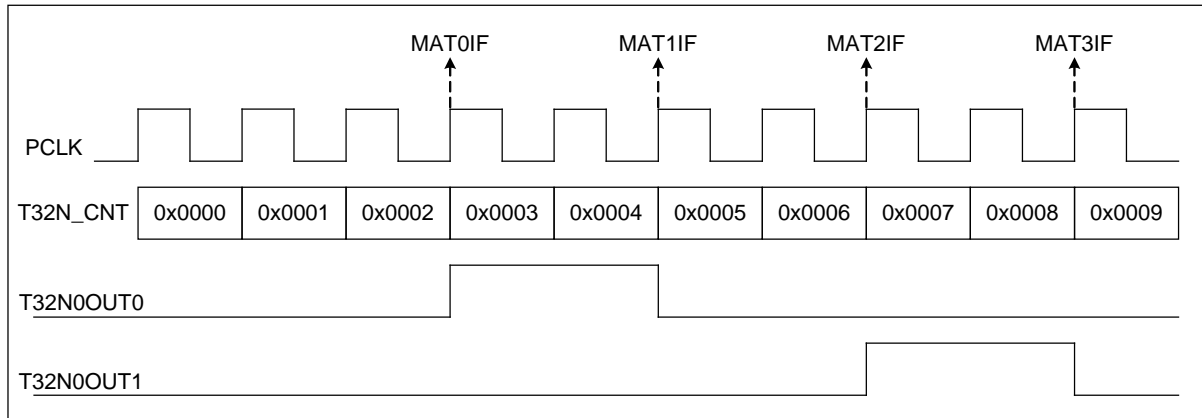 MAT0IF MAT1IF MAT2IF MAT3IF
PCLK
T32N_CNT 0x0000 0x0001 0x0002 0x0003 0x0004 0x0005 0x0006 0x0007 0x0008 0x0009
T32N0OUT0
T32N0OUT1